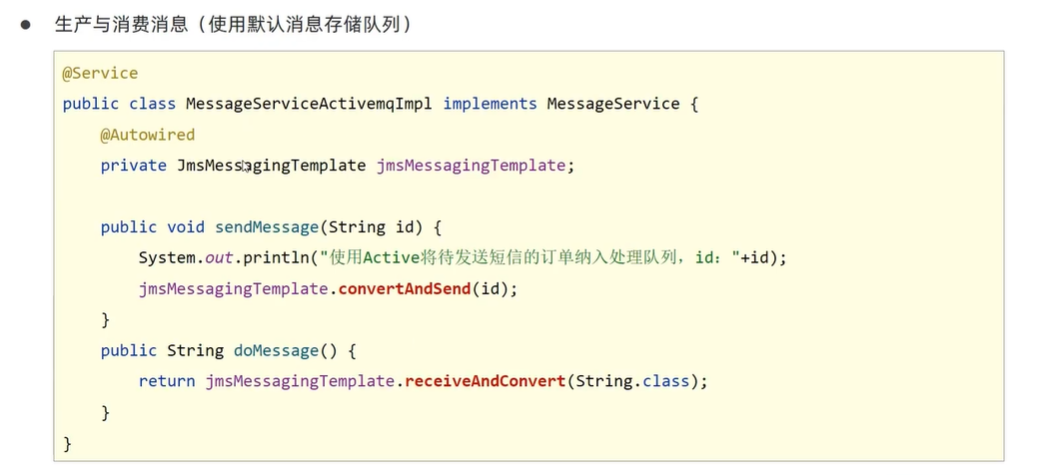 ● 生产与消费消息（使用默认消息存储队列）
@Service
public class MessageServiceActivemqImpl implements MessageService {
@Autowired
private JmsMessagingTemplate jmsMessagingTemplate;
public void sendMessage(String id) {
System.out.println("使用Active将待发送短信的订单纳入处理队列，id："+id);
jmsMessagingTemplate.convertAndSend(id);
}
public String doMessage() {
return jmsMessagingTemplate.receiveAndConvert(String.class);
}
}